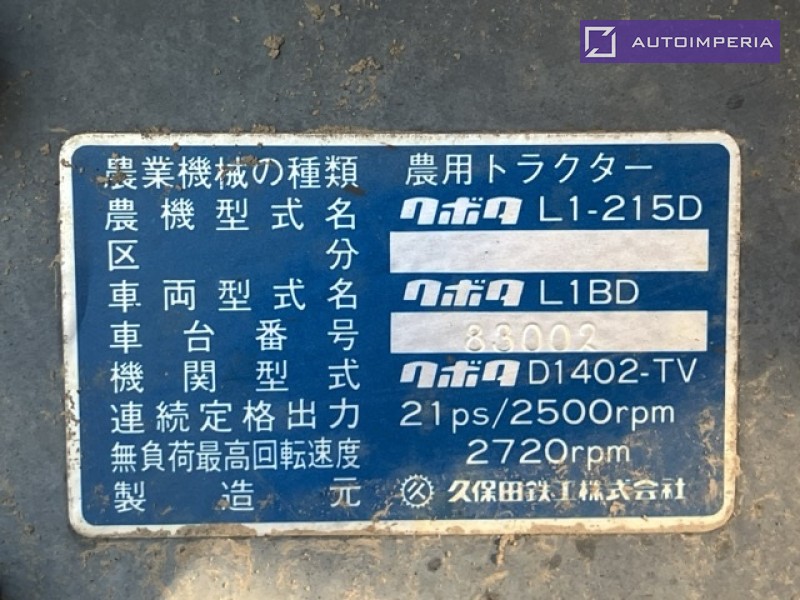 AUTOIMPERIA
農業機械の種類 農用トラクター
農機型式名 クボタ L1-215D
区分
車両型式名 クボタ L1BD
車台番号 83002
機関型式 クボタ D1402-TV
連続定格出力 21ps/2500rpm
無負荷最高回転速度 2720rpm
製造元 久保田鉄工株式会社